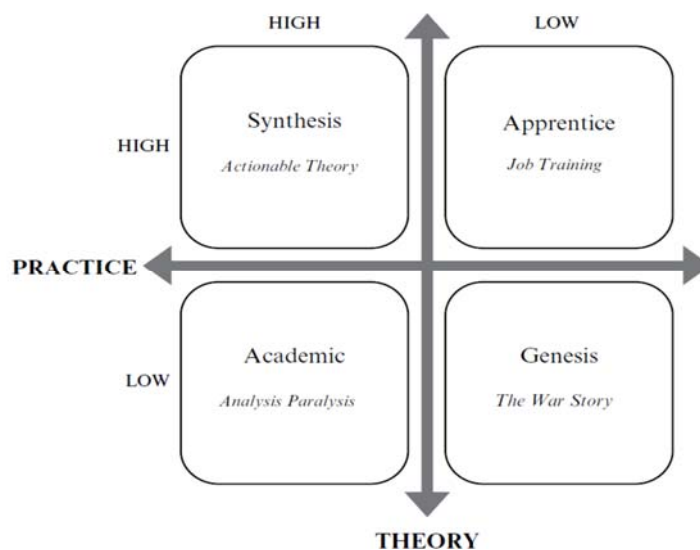 HIGH LOW
HIGH
Synthesis
Actionable Theory
Apprentice
Job Training
PRACTICE
LOW
Academic
Analysis Paralysis
Genesis
The War Story
THEORY